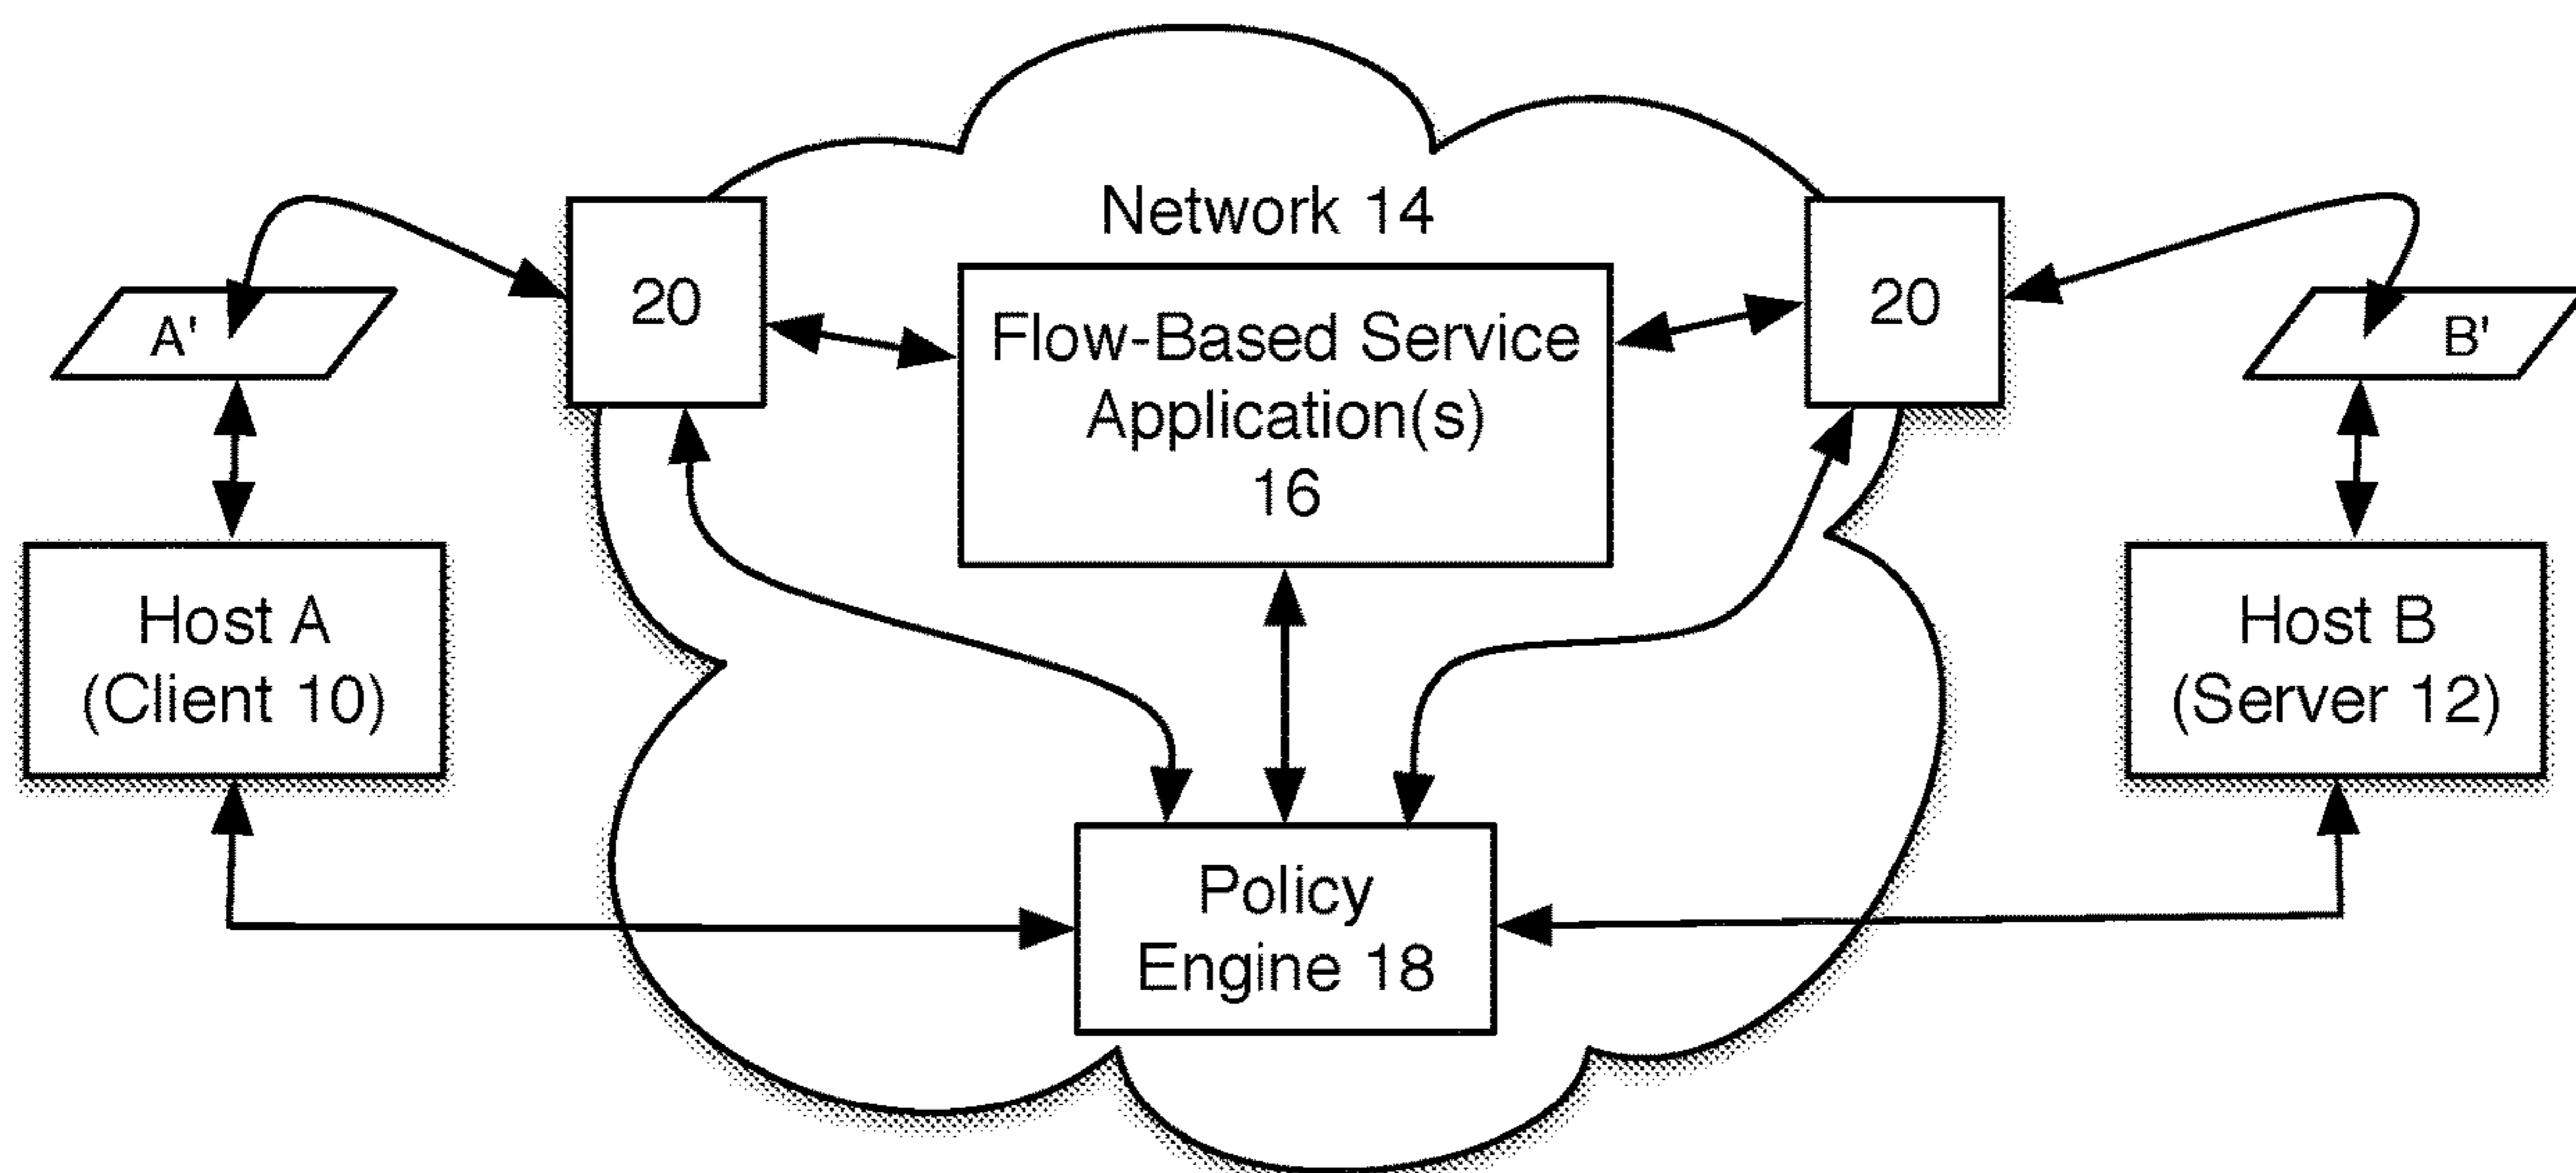 Network 14
A'
20
Flow-Based Service
Application(s)
16
20
B'
Host A
(Client 10)
Host B
(Server 12)
Policy
Engine 18